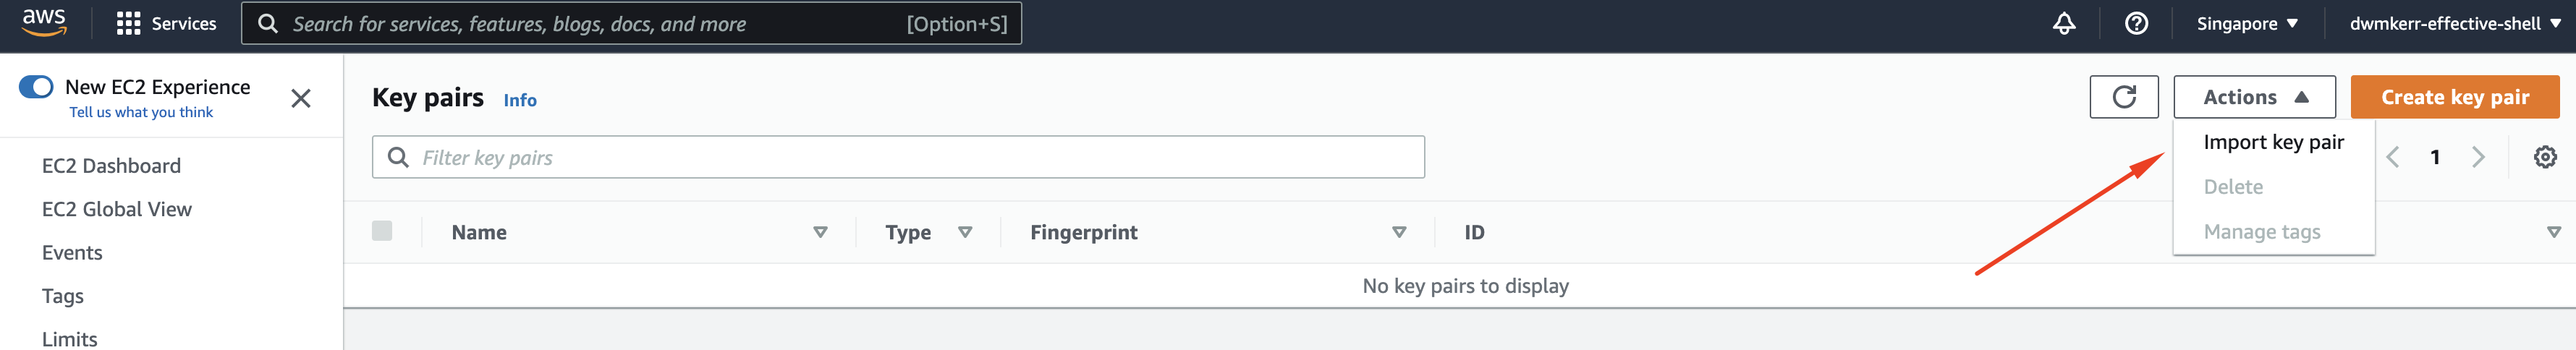 aws
Services
Search for services, features, blogs, docs, and more
[Option+S]
Singapore
dwmkerr-effective-shell
New EC2 Experience
Tell us what you think
EC2 Dashboard
EC2 Global View
Events
Tags
Limits
Key pairs
Info
Actions
Create key pair
Import key pair
Delete
Manage tags
Filter key pairs
1
Name
Type
Fingerprint
ID
No key pairs to display